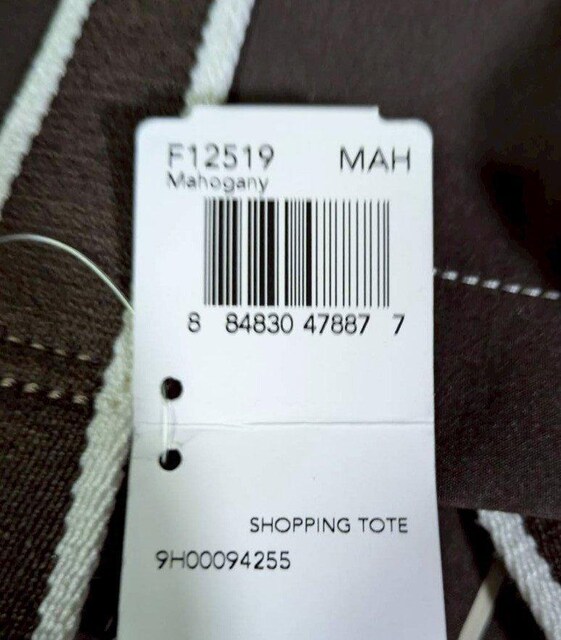 F12519 MAH
Mahogany
8 84830 47887 7
SHOPPING TOTE
9H00094255